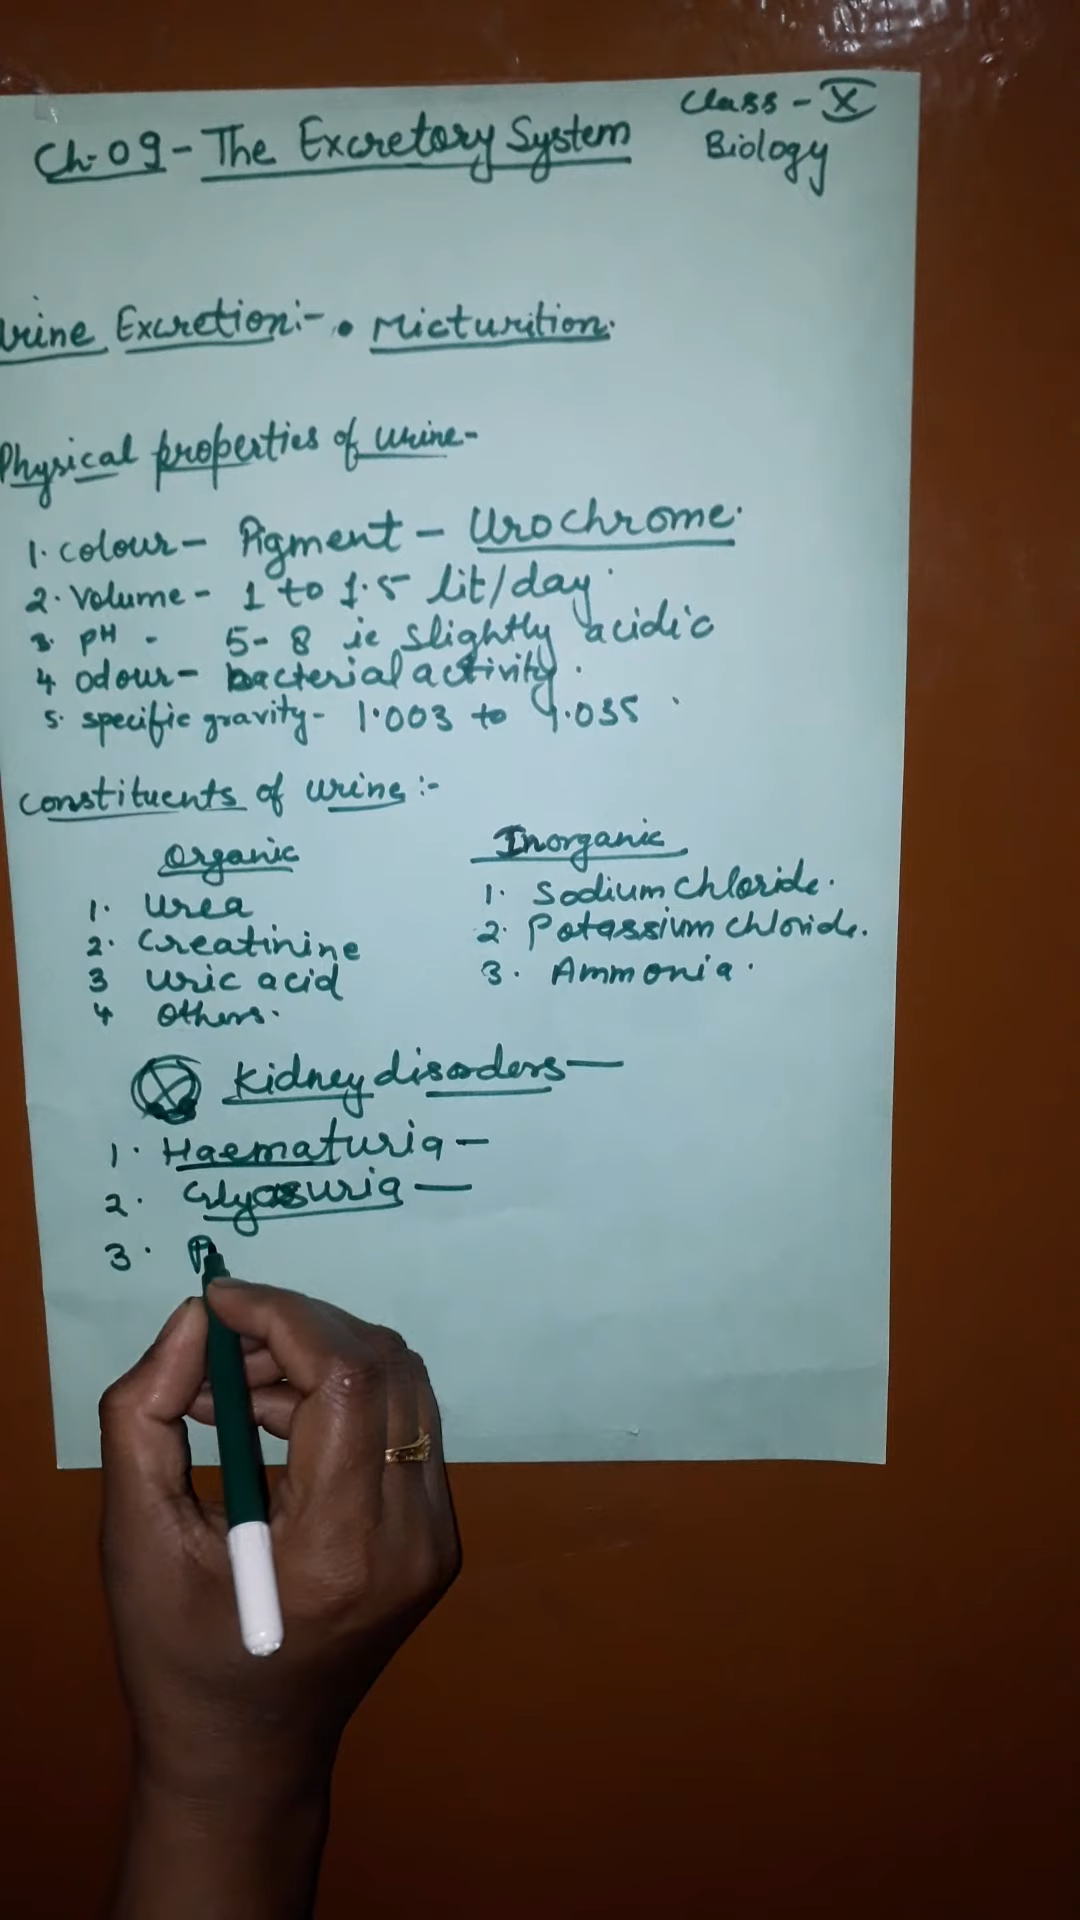 Ch-09 - The Excretory System
Class - X
Biology
Urine Excretion:- • Micturition.
Physical properties of urine-
1. colour - Pigment - Urochrome.
2. Volume - 1 to 1.5 lit/day.
3. pH - 5-8 ie slightly acidic
4 odour - bacterial activity.
5. specific gravity - 1.003 to 1.035
constituents of urine :-
Organic
1. Urea
2. Creatinine
3 Uric acid
4 Others.
Inorganic
1. Sodium Chloride.
2. Potassium chloride.
3. Ammonia.
Kidney disorders—
1. Haematuria —
2.
3. P